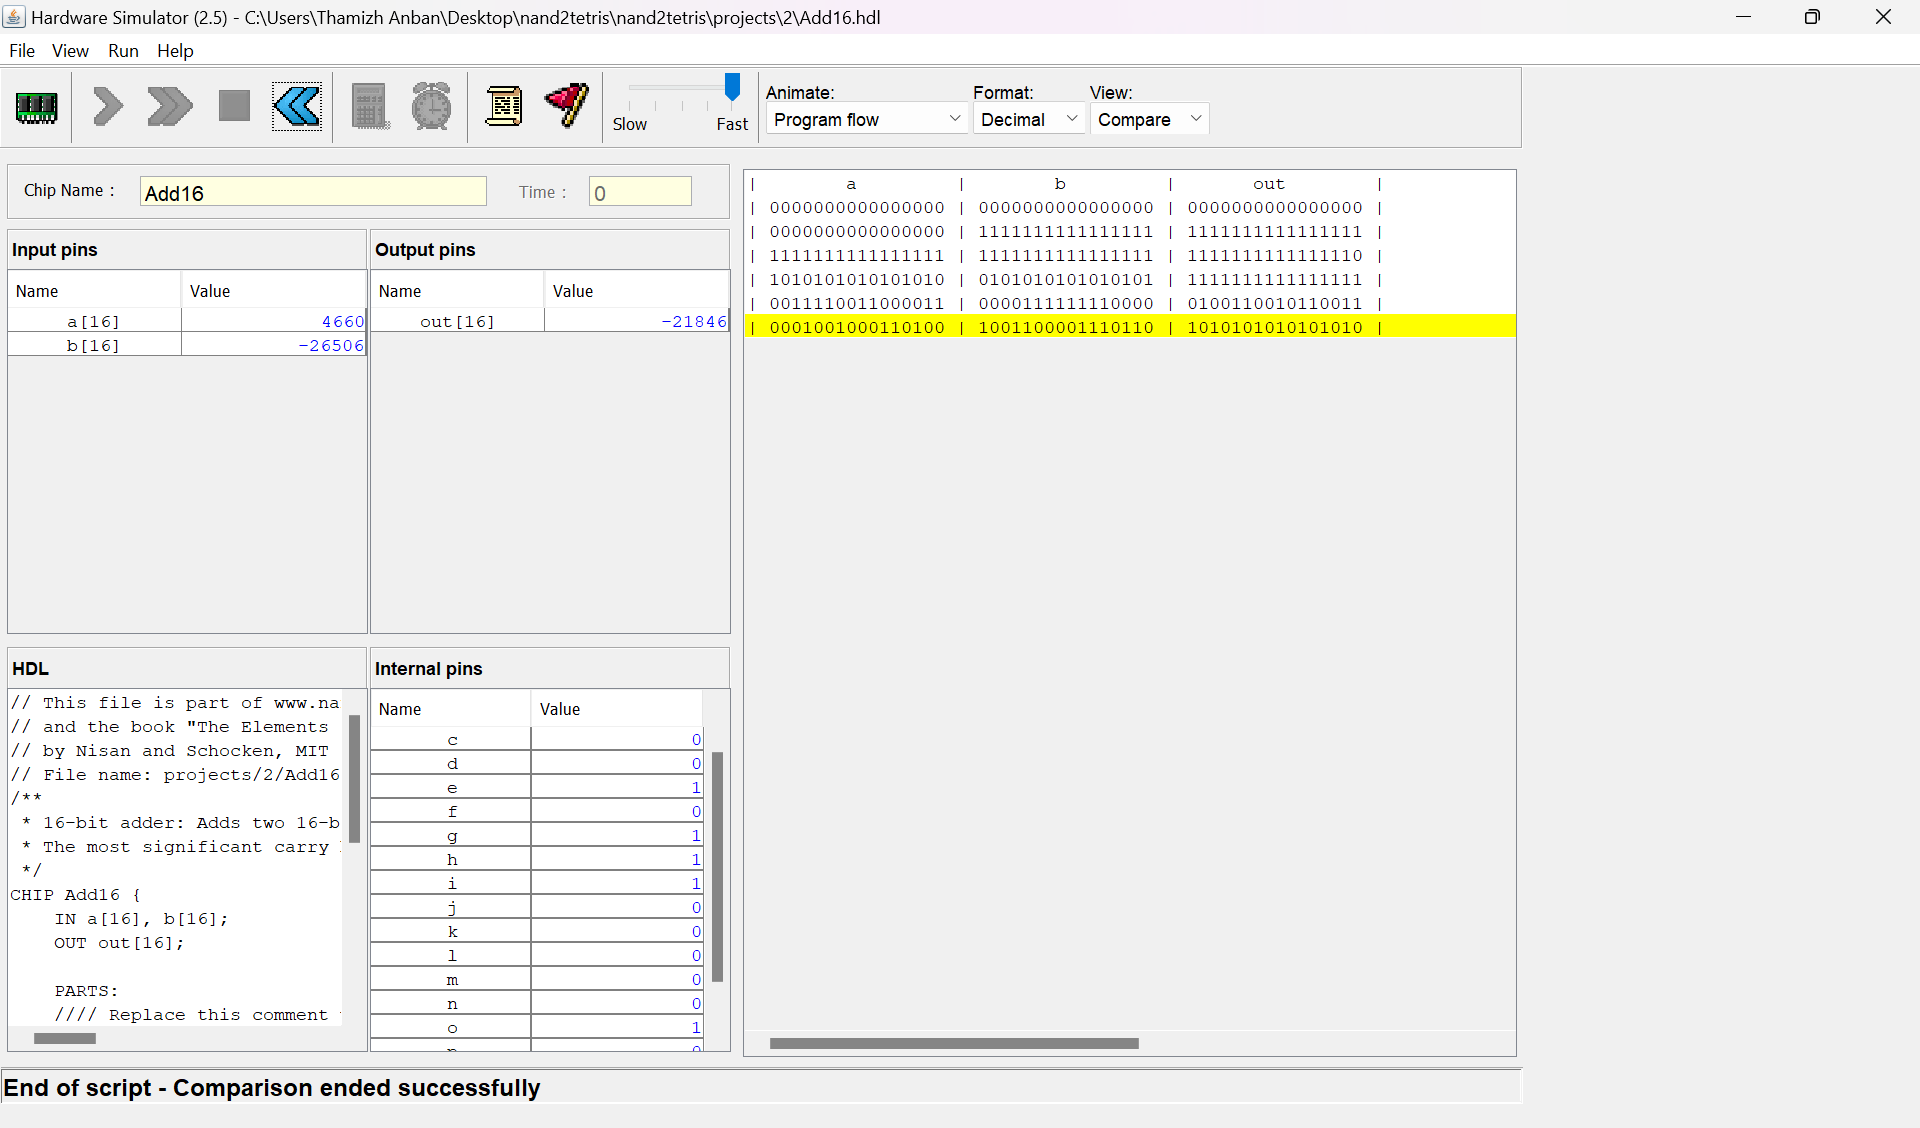 Hardware Simulator (2.5) - C:\Users\Thamizh Anban\Desktop\nand2tetris\nand2tetris\projects\2\Add16.hdl
File View Run Help
Slow Fast
Animate: Format: View:
Program flow Decimal Compare
Chip Name : Add16 Time : 0
Input pins
Name Value
a[16] 4660
b[16] -26506
Output pins
Name Value
out[16] -21846
| a | b | out |
| 0000000000000000 | 0000000000000000 | 0000000000000000 |
| 0000000000000000 | 1111111111111111 | 1111111111111111 |
| 1111111111111111 | 1111111111111111 | 1111111111111110 |
| 1010101010101010 | 0101010101010101 | 1111111111111111 |
| 0011110011000011 | 0000111111110000 | 0100110010110011 |
| 0001001000110100 | 1001100001110110 | 1010101010101010 |
HDL
// This file is part of www.na
// and the book "The Elements
// by Nisan and Schocken, MIT
// File name: projects/2/Add16
/**
* 16-bit adder: Adds two 16-b
* The most significant carry
*/
CHIP Add16 {
IN a[16], b[16];
OUT out[16];
PARTS:
//// Replace this comment
Internal pins
Name Value
c 0
d 0
e 1
f 0
g 1
h 1
i 1
j 0
k 0
l 0
m 0
n 0
o 1
End of script - Comparison ended successfully